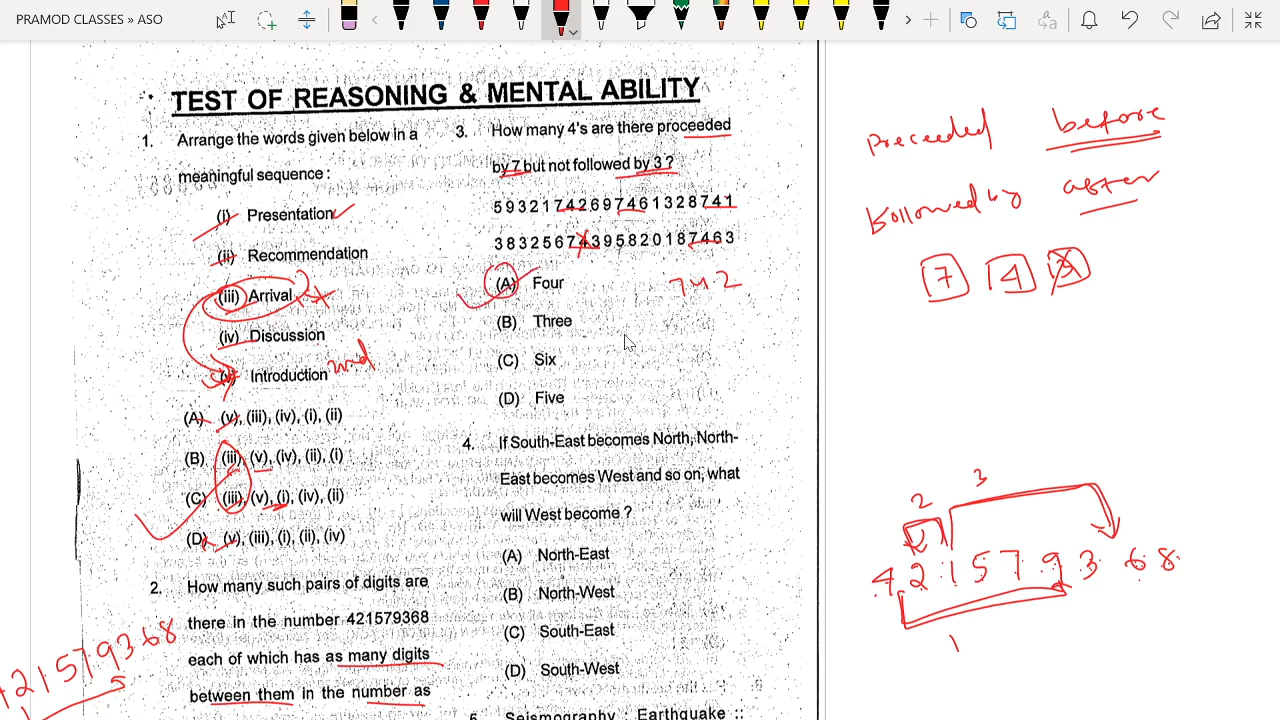 PRAMOD CLASSES » ASO
TEST OF REASONING & MENTAL ABILITY
1. Arrange the words given below in a
meaningful sequence :
(i) Presentation
(ii) Recommendation
(iii) Arrival
(iv) Discussion
(v) Introduction
(A) (v), (iii), (iv), (i), (ii)
(B) (iii), (v), (iv), (ii), (i)
(C) (iii), (v), (i), (iv), (ii)
(D) (v), (iii), (i), (ii), (iv)
2. How many such pairs of digits are
there in the number 421579368
each of which has as many digits
between them in the number as
421579368
3. How many 4's are there proceeded
by 7 but not followed by 3 ?
5 9 3 2 1 7 4 2 6 9 7 4 6 1 3 2 8 7 4 1
3 8 3 2 5 6 7 4 3 9 5 8 2 0 1 8 7 4 6 3
(A) Four
742
(B) Three
(C) Six
(D) Five
4. If South-East becomes North, North-
East becomes West and so on, what
will West become ?
(A) North-East
(B) North-West
(C) South-East
(D) South-West
Seismography : Earthquake ::
Preceeded before
followed by after
7 4 3
2 3
4 2 1 5 7 9 3 6 8
1